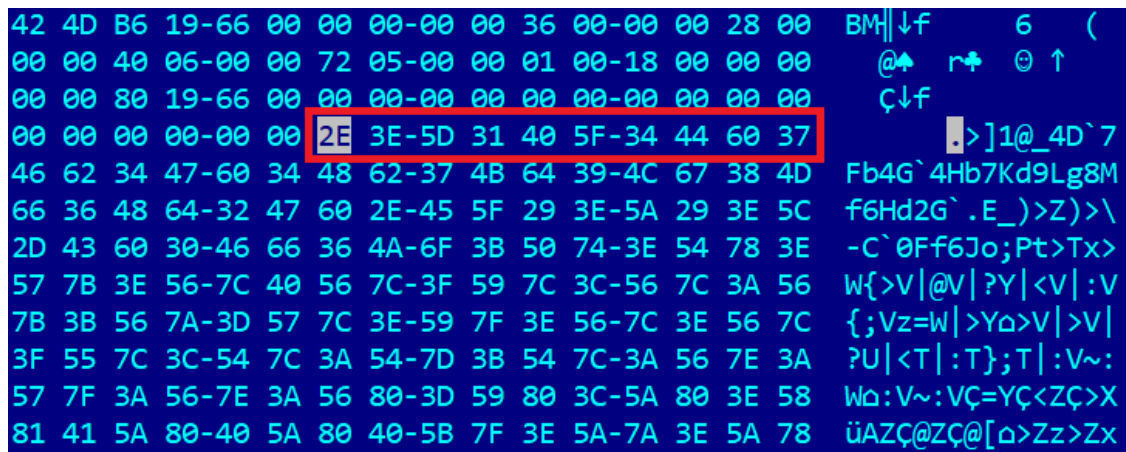 42 4D B6 19-66 00 00 00-00 00 36 00-00 00 28 00 BM╢↓f 6 (
00 00 40 06-00 00 72 05-00 00 01 00-18 00 00 00 @♠ r♣ ☺ ↑
00 00 80 19-66 00 00 00-00 00 00 00-00 00 00 00 Ç↓f
00 00 00 00-00 00 2E 3E-5D 31 40 5F-34 44 60 37 .>]1@_4D`7
46 62 34 47-60 34 48 62-37 4B 64 39-4C 67 38 4D Fb4G`4Hb7Kd9Lg8M
66 36 48 64-32 47 60 2E-45 5F 29 3E-5A 29 3E 5C f6Hd2G`.E_)>Z)>\
2D 43 60 30-46 66 36 4A-6F 3B 50 74-3E 54 78 3E -C`0Ff6Jo;Pt>Tx>
57 7B 3E 56-7C 40 56 7C-3F 59 7C 3C-56 7C 3A 56 W{>V|@V|?Y|<V|:V
7B 3B 56 7A-3D 57 7C 3E-59 7F 3E 56-7C 3E 56 7C {;Vz=W|>Y⌂>V|>V|
3F 55 7C 3C-54 7C 3A 54-7D 3B 54 7C-3A 56 7E 3A ?U|<T|:T};T|:V~:
57 7F 3A 56-7E 3A 56 80-3D 59 80 3C-5A 80 3E 58 W⌂:V~:VÇ=YÇ<ZÇ>X
81 41 5A 80-40 5A 80 40-5B 7F 3E 5A-7A 3E 5A 78 üAZÇ@ZÇ@[⌂>Zz>Zx